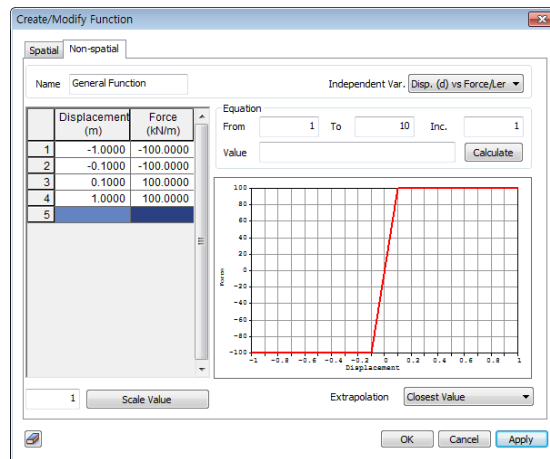 Create/Modify Function
Spatial Non-spatial
Name General Function Independent Var. Disp. (d) vs Force/Ler
Displacement (m) Force (kN/m)
1 -1.0000 -100.0000
2 -0.1000 -100.0000
3 0.1000 100.0000
4 1.0000 100.0000
5
Equation
From 1 To 10 Inc. 1
Value Calculate
100
80
60
40
20
0
-20
-40
-60
-80
-100
Force
-1 -0.8 -0.6 -0.4 -0.2 0 0.2 0.4 0.6 0.8 1
Displacement
1 Scale Value Extrapolation Closest Value
OK Cancel Apply